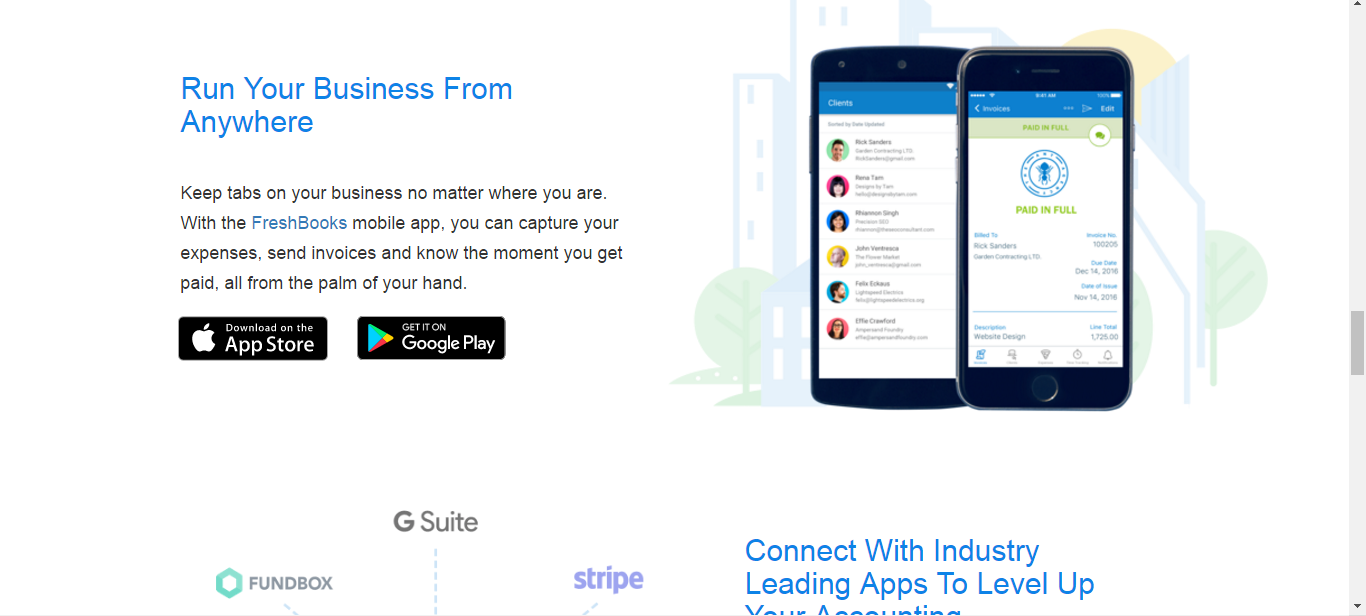 Run Your Business From
Anywhere
Keep tabs on your business no matter where you are.
With the FreshBooks mobile app, you can capture your
expenses, send invoices and know the moment you get
paid, all from the palm of your hand.
Download on the
App Store
GET IT ON
Google Play
Clients
Sorted by Date Updated
Rick Sanders
Garden Contracting LTD.
RickSanders@gmail.com
Rena Tam
Designs by Tam
hello@designsbytam.com
Rhiannon Singh
Precision SEO
rhiannon@theseoconsultant.com
John Ventresca
The Flower Market
john_ventresca@gmail.com
Felix Eckaus
Lightspeed Electrics
felix@lightspeedelectrics.org
Effie Crawford
Ampersand Foundry
effie@ampersandfoundry.com
9:41 AM
100%
Invoices
Edit
PAID IN FULL
PAID IN FULL
Billed To
Invoice No.
Rick Sanders
100205
Garden Contracting LTD.
Due Date
Dec 14, 2016
Date of Issue
Nov 14, 2016
Description
Line Total
Website Design
1,725.00
G Suite
FUNDBOX
stripe
Connect With Industry
Leading Apps To Level Up
Your Accounting